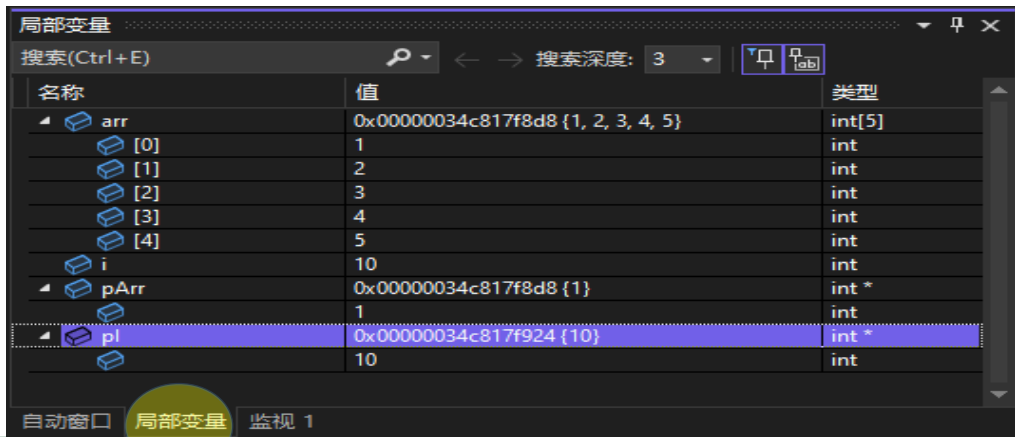 局部变量
搜索(Ctrl+E) 搜索深度: 3
名称 值 类型
arr 0x00000034c817f8d8 {1, 2, 3, 4, 5} int[5]
[0] 1 int
[1] 2 int
[2] 3 int
[3] 4 int
[4] 5 int
i 10 int
pArr 0x00000034c817f8d8 {1} int *
1 int
pI 0x00000034c817f924 {10} int *
10 int
自动窗口 局部变量 监视 1